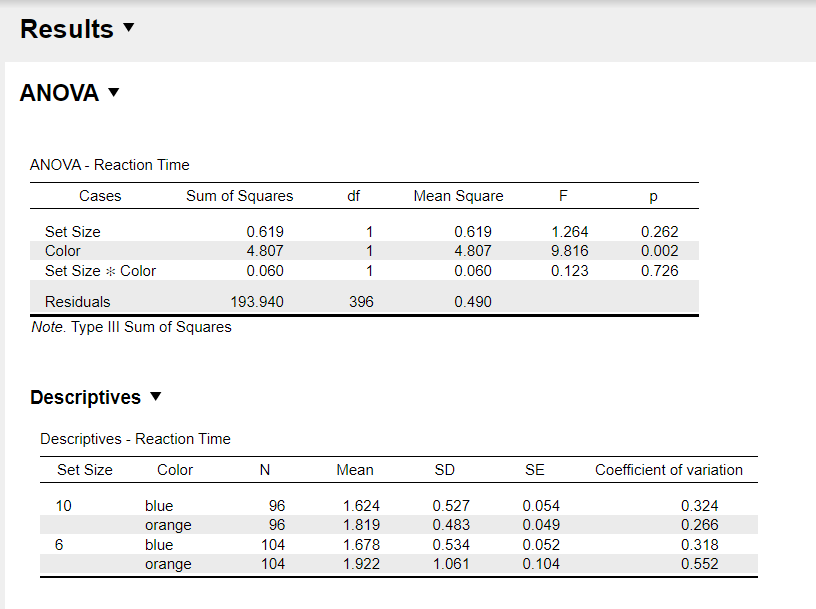 Results ▼
ANOVA ▼
ANOVA - Reaction Time
Cases Sum of Squares df Mean Square F p
Set Size 0.619 1 0.619 1.264 0.262
Color 4.807 1 4.807 9.816 0.002
Set Size ✻ Color 0.060 1 0.060 0.123 0.726
Residuals 193.940 396 0.490
Note. Type III Sum of Squares
Descriptives ▼
Descriptives - Reaction Time
Set Size Color N Mean SD SE Coefficient of variation
10 blue 96 1.624 0.527 0.054 0.324
orange 96 1.819 0.483 0.049 0.266
6 blue 104 1.678 0.534 0.052 0.318
orange 104 1.922 1.061 0.104 0.552